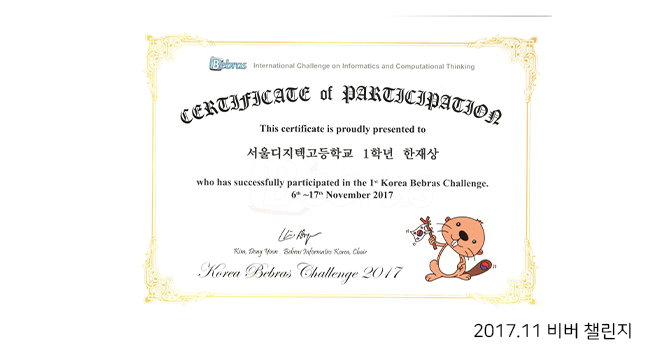 Bebras International Challenge on Informatics and Computational Thinking
CERTIFICATE of PARTICIPATION
This certificate is proudly presented to
서울디지텍고등학교 1학년 한재상
who has successfully participated in the 1st Korea Bebras Challenge.
6th ~17th November 2017
Kim, Dong Yoon Bebras Informatics Korea, Chair
Korea Bebras Challenge 2017
2017.11 비버 챌린지